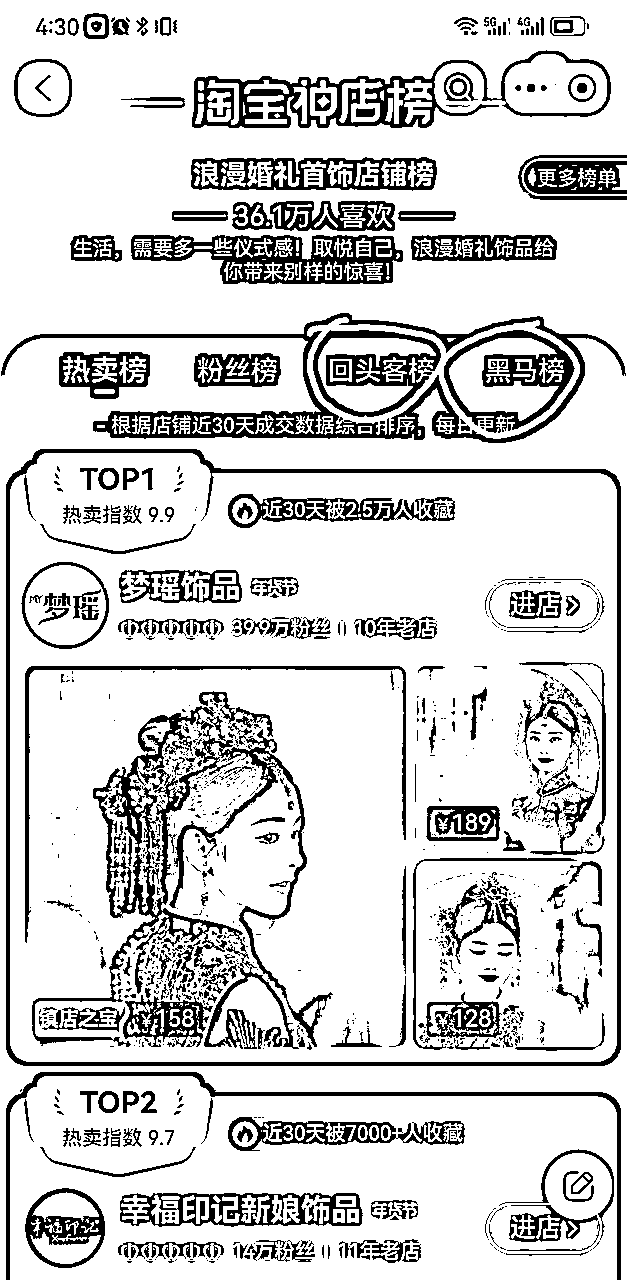 4:30 5G 4G
淘宝神店榜
浪漫婚礼首饰店铺榜
更多榜单
36.1万人喜欢
生活，需要多一些仪式感！取悦自己，浪漫婚礼饰品给
你带来别样的惊喜！
热卖榜 粉丝榜 回头客榜 黑马榜
根据店铺近30天成交数据综合排序，每日更新
TOP1
热卖指数 9.9
近30天被2.5万人收藏
MY梦瑶
梦瑶饰品 年货节
39.9万粉丝 10年老店
进店
¥189
镇店之宝 ¥158
¥128
TOP2
热卖指数 9.7
近30天被7000+人收藏
幸福印记
幸福印记新娘饰品 年货节
14万粉丝 11年老店
进店